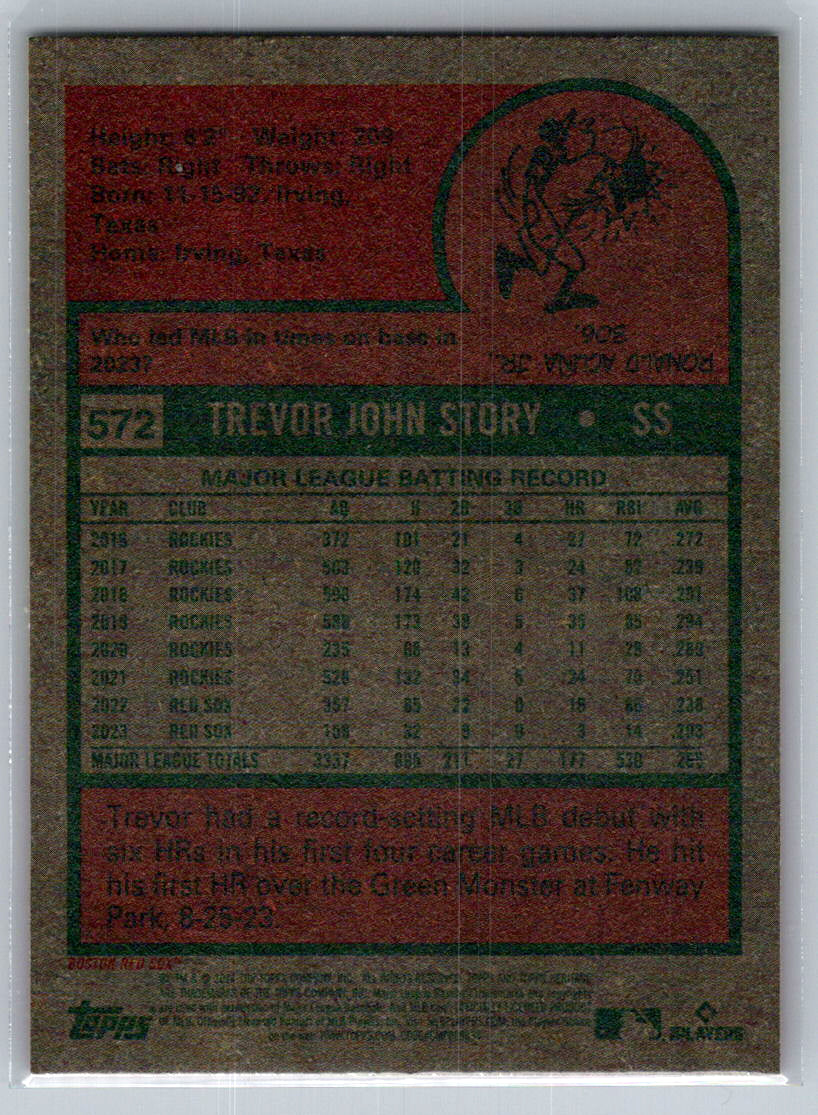 Height: 6'2" · Weight: 209
Bats: Right Throws: Right
Born: 11-15-92, Irving,
Texas
Home: Irving, Texas
Who led MLB in times on base in
2023?
RONALD ACUÑA JR.,
306.
572 TREVOR JOHN STORY • SS
MAJOR LEAGUE BATTING RECORD
YEAR CLUB AB H 2B 3B HR RBI AVG
2016 ROCKIES 372 101 21 4 27 72 .272
2017 ROCKIES 503 120 32 3 24 82 .239
2018 ROCKIES 598 174 42 6 37 108 .291
2019 ROCKIES 588 173 38 5 35 85 .294
2020 ROCKIES 235 68 13 4 11 28 .289
2021 ROCKIES 526 132 34 5 24 75 .251
2022 RED SOX 357 85 22 0 16 66 .238
2023 RED SOX 158 32 9 0 3 14 .203
MAJOR LEAGUE TOTALS 3337 885 211 27 177 530 .265
Trevor had a record-setting MLB debut with
six HRs in his first four career games. He hit
his first HR over the Green Monster at Fenway
Park, 8-26-23.
BOSTON RED SOX™
topps
PLAYERS